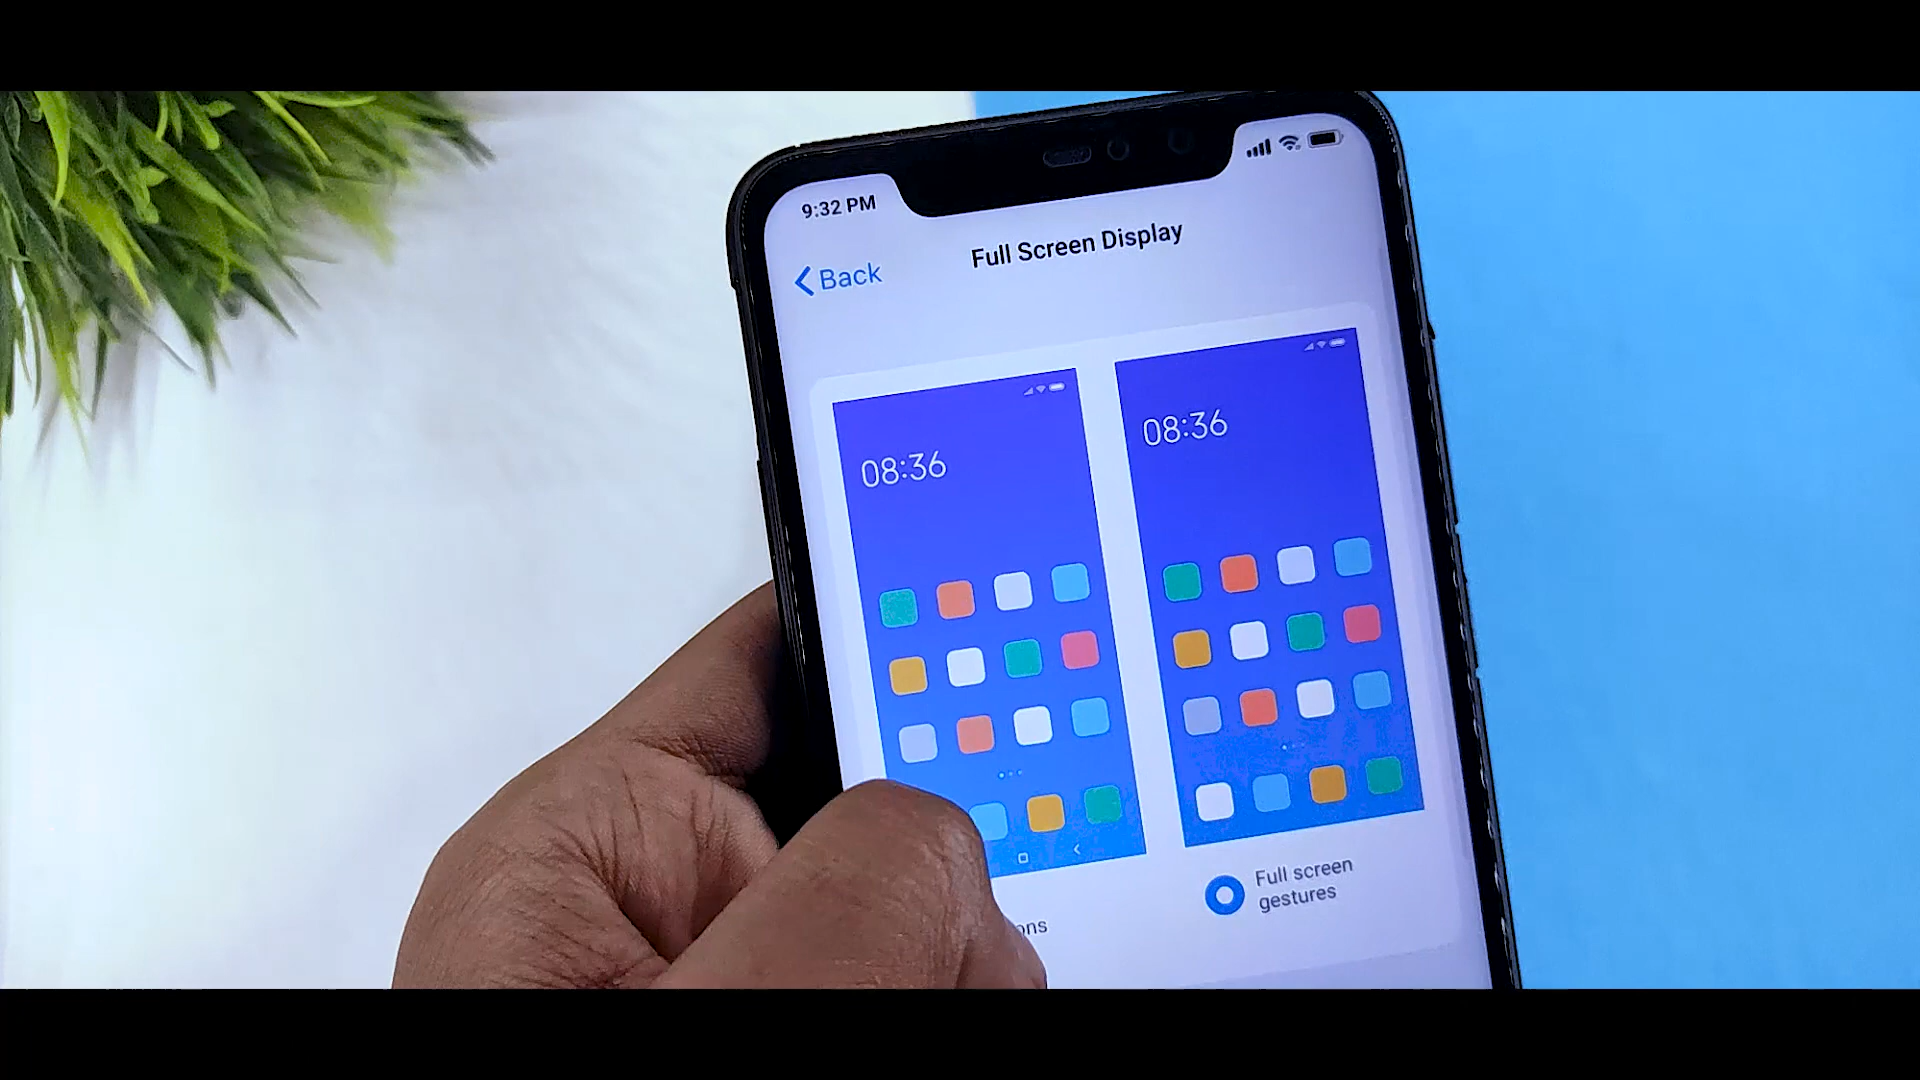 9:32 PM
Full Screen Display
Back
08:36
08:36
Full screen
gestures